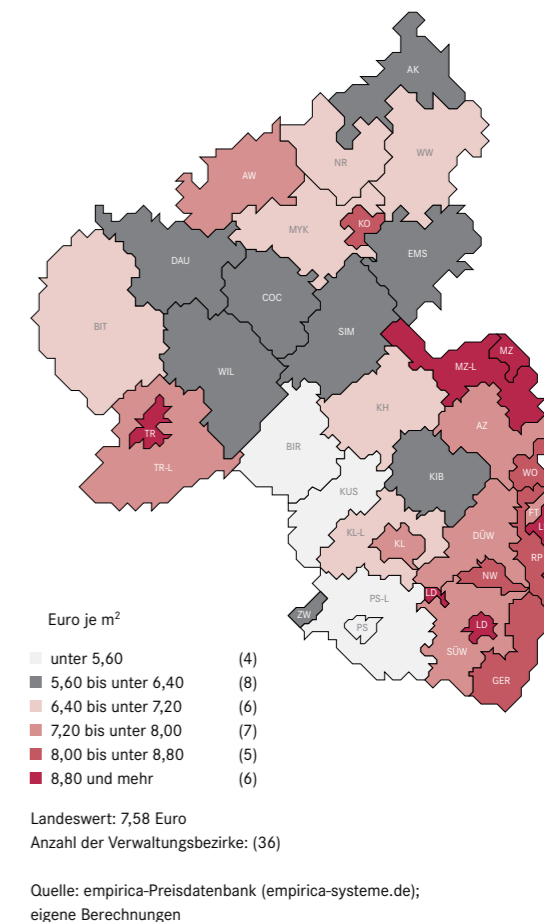 AK
NR
WW
AW
MYK
KO
EMS
DAU
COC
SIM
BIT
WIL
MZ
MZ-L
KH
AZ
TR
TR-L
BIR
KIB
WO
KUS
FT
L
KL-L
KL
DÜW
RP
NW
PS-L
LD
ZW
PS
LD
SÜW
GER
Euro je m²
unter 5,60 (4)
5,60 bis unter 6,40 (8)
6,40 bis unter 7,20 (6)
7,20 bis unter 8,00 (7)
8,00 bis unter 8,80 (5)
8,80 und mehr (6)
Landeswert: 7,58 Euro
Anzahl der Verwaltungsbezirke: (36)
Quelle: empirica-Preisdatenbank (empirica-systeme.de);
eigene Berechnungen